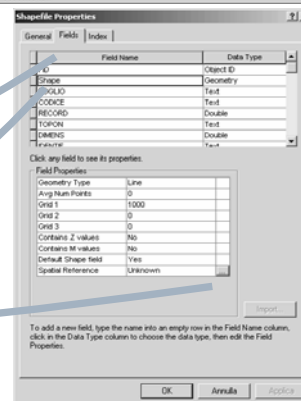 Shapefile Properties
General Fields Index
Field Name Data Type
FID Object ID
Shape Geometry
FOGLIO Text
CODICE Text
RECORD Double
TOPON Text
DIMENS Double
Text
Click any field to see its properties.
Field Properties
Geometry Type Line
Avg Num Points 0
Grid 1 1000
Grid 2 0
Grid 3 0
Contains Z values No
Contains M values No
Default Shape field Yes
Spatial Reference Unknown ...
Import...
To add a new field, type the name into an empty row in the Field Name column,
click in the Data Type column to choose the data type, then edit the Field
Properties.
OK Annulla Applica